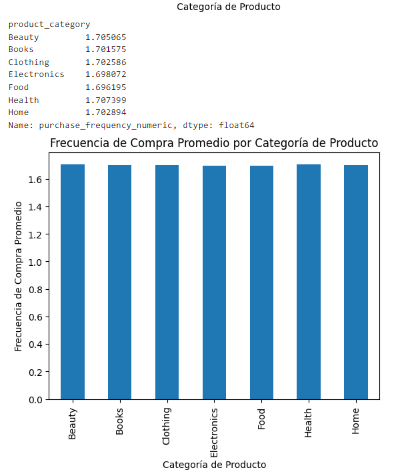 Categoría de Producto
product_category
Beauty 1.705065
Books 1.701575
Clothing 1.702586
Electronics 1.698072
Food 1.696195
Health 1.707399
Home 1.702894
Name: purchase_frequency_numeric, dtype: float64
Frecuencia de Compra Promedio por Categoría de Producto
Frecuencia de Compra Promedio
1.6
1.4
1.2
1.0
0.8
0.6
0.4
0.2
0.0
Beauty
Books
Clothing
Electronics
Food
Health
Home
Categoría de Producto